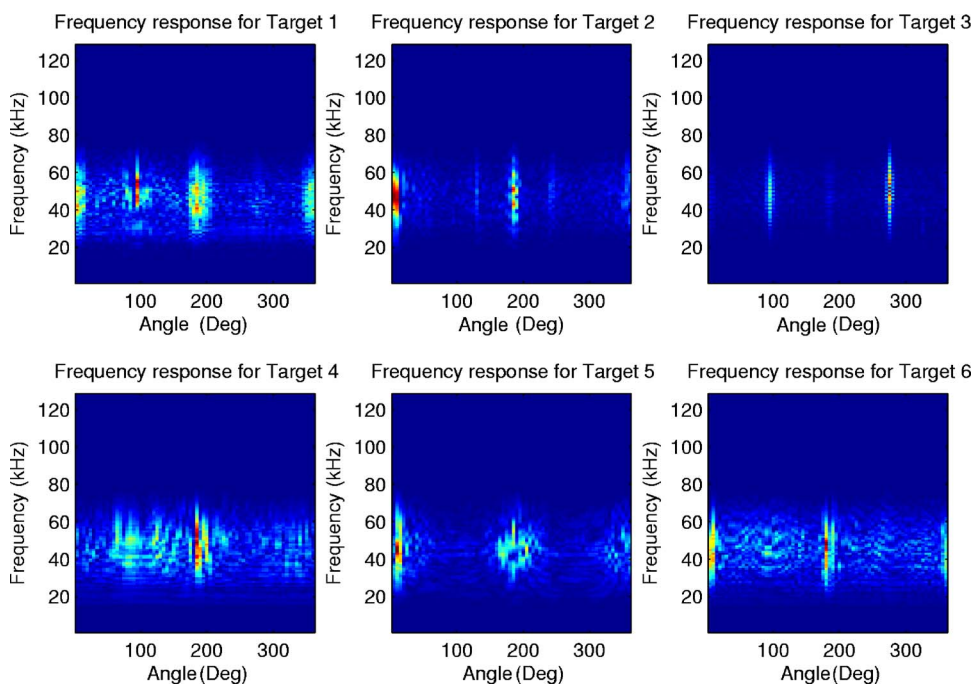 Frequency response for Target 1
Frequency (kHz)
120
100
80
60
40
20
100 200 300
Angle (Deg)
Frequency response for Target 2
Frequency (kHz)
120
100
80
60
40
20
100 200 300
Angle (Deg)
Frequency response for Target 3
Frequency (kHz)
120
100
80
60
40
20
100 200 300
Angle (Deg)
Frequency response for Target 4
Frequency (kHz)
120
100
80
60
40
20
100 200 300
Angle (Deg)
Frequency response for Target 5
Frequency (kHz)
120
100
80
60
40
20
100 200 300
Angle (Deg)
Frequency response for Target 6
Frequency (kHz)
120
100
80
60
40
20
100 200 300
Angle (Deg)